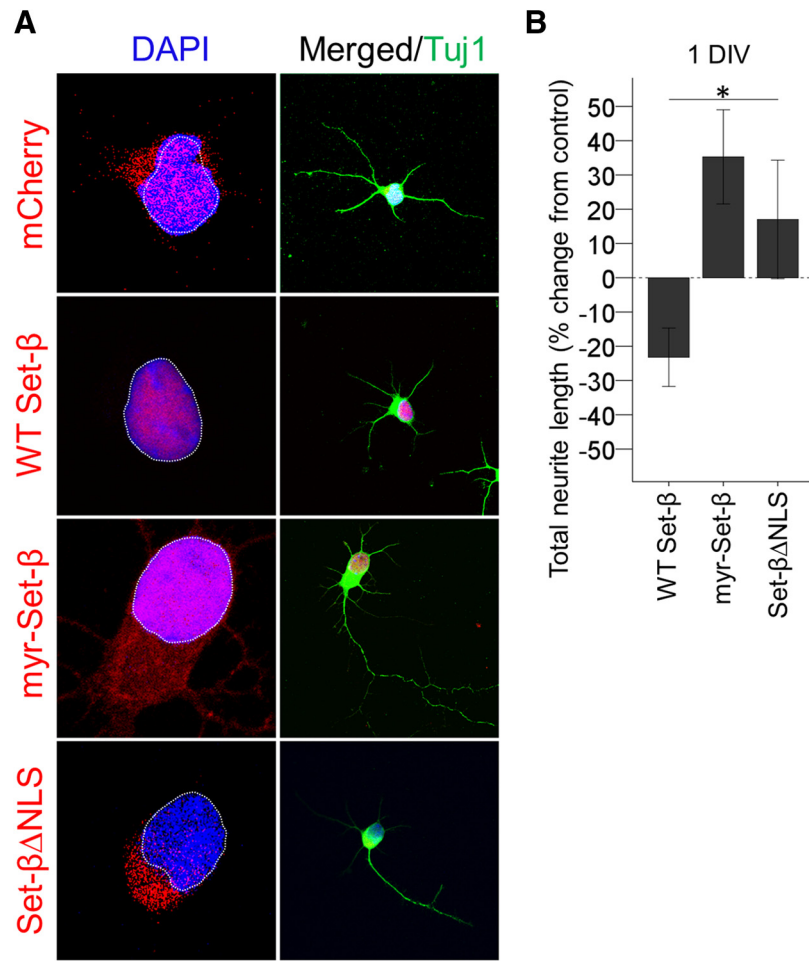 A
DAPI
Merged/Tuj1
mCherry
WT Set-β
myr-Set-β
Set-βΔNLS
B
1 DIV
*
Total neurite length (% change from control)
50
40
30
20
10
0
-10
-20
-30
-40
-50
WT Set-β
myr-Set-β
Set-βΔNLS